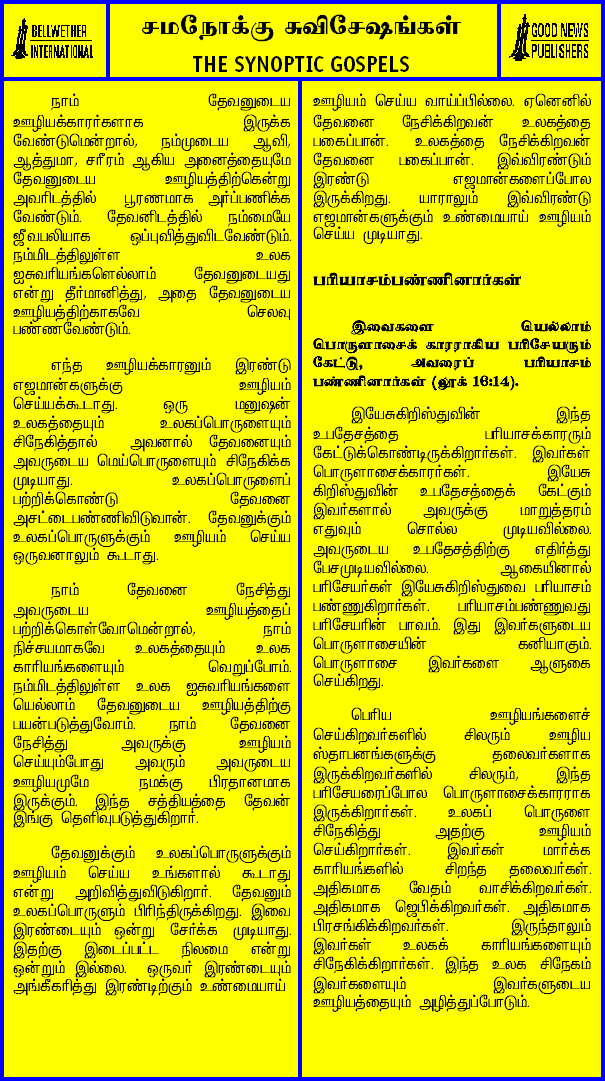 BELLWETHER
INTERNATIONAL
சமநோக்கு சுவிசேஷங்கள்
THE SYNOPTIC GOSPELS
GOOD NEWS
PUBLISHERS
நாம் தேவனுடைய
ஊழியக்காரர்களாக இருக்க
வேண்டுமென்றால், நம்முடைய ஆவி,
ஆத்துமா, சரீரம் ஆகிய அனைத்தையுமே
தேவனுடைய ஊழியத்திற்கென்று
அவரிடத்தில் பூரணமாக அர்ப்பணிக்க
வேண்டும். தேவனிடத்தில் நம்மையே
ஜீவபலியாக ஒப்புவித்துவிடவேண்டும்.
நம்மிடத்திலுள்ள உலக
ஐசுவரியங்களெல்லாம் தேவனுடையது
என்று தீர்மானித்து, அதை தேவனுடைய
ஊழியத்திற்காகவே செலவு
பண்ணவேண்டும்.
எந்த ஊழியக்காரனும் இரண்டு
எஜமான்களுக்கு ஊழியம்
செய்யக்கூடாது. ஒரு மனுஷன்
உலகத்தையும் உலகப்பொருளையும்
சிநேகித்தால் அவனால் தேவனையும்
அவருடைய மெய்பொருளையும் சிநேகிக்க
முடியாது. உலகப்பொருளைப்
பற்றிக்கொண்டு தேவனை
அசட்டைபண்ணிவிடுவான். தேவனுக்கும்
உலகப்பொருளுக்கும் ஊழியம் செய்ய
ஒருவனாலும் கூடாது.
நாம் தேவனை நேசித்து
அவருடைய ஊழியத்தைப்
பற்றிக்கொள்வோமென்றால், நாம்
நிச்சயமாகவே உலகத்தையும் உலக
காரியங்களையும் வெறுப்போம்.
நம்மிடத்திலுள்ள உலக ஐசுவரியங்களை
யெல்லாம் தேவனுடைய ஊழியத்திற்கு
பயன்படுத்துவோம். நாம் தேவனை
நேசித்து அவருக்கு ஊழியம்
செய்யும்போது அவரும் அவருடைய
ஊழியமுமே நமக்கு பிரதானமாக
இருக்கும். இந்த சத்தியத்தை தேவன்
இங்கு தெளிவுபடுத்துகிறார்.
தேவனுக்கும் உலகப்பொருளுக்கும்
ஊழியம் செய்ய உங்களால் கூடாது
என்று அறிவித்துவிடுகிறார். தேவனும்
உலகப்பொருளும் பிரிந்திருக்கிறது. இவை
இரண்டையும் ஒன்று சேர்க்க முடியாது.
இதற்கு இடைப்பட்ட நிலமை என்று
ஒன்றும் இல்லை. ஒருவர் இரண்டையும்
அங்கீகரித்து இரண்டிற்கும் உண்மையாய்
ஊழியம் செய்ய வாய்ப்பில்லை. ஏனெனில்
தேவனை நேசிக்கிறவன் உலகத்தை
பகைப்பான். உலகத்தை நேசிக்கிறவன்
தேவனை பகைப்பான். இவ்விரண்டும்
இரண்டு எஜமான்களைப்போல
இருக்கிறது. யாராலும் இவ்விரண்டு
எஜமான்களுக்கும் உண்மையாய் ஊழியம்
செய்ய முடியாது.
பரியாசம்பண்ணினார்கள்
இவைகளை யெல்லாம்
பொருளாசைக் காரராகிய பரிசேயரும்
கேட்டு, அவரைப் பரியாசம்
பண்ணினார்கள் (லூக் 16:14).
இயேசுகிறிஸ்துவின் இந்த
உபதேசத்தை பரியாசக்காரரும்
கேட்டுக்கொண்டிருக்கிறார்கள். இவர்கள்
பொருளாசைக்காரர்கள். இயேசு
கிறிஸ்துவின் உபதேசத்தைக் கேட்கும்
இவர்களால் அவருக்கு மாறுத்தரம்
எதுவும் சொல்ல முடியவில்லை.
அவருடைய உபதேசத்திற்கு எதிர்த்து
பேசமுடியவில்லை. ஆகையினால்
பரிசேயர்கள் இயேசுகிறிஸ்துவை பரியாசம்
பண்ணுகிறார்கள். பரியாசம்பண்ணுவது
பரிசேயரின் பாவம். இது இவர்களுடைய
பொருளாசையின் கனியாகும்.
பொருளாசை இவர்களை ஆளுகை
செய்கிறது.
பெரிய ஊழியங்களைச்
செய்கிறவர்களில் சிலரும் ஊழிய
ஸ்தாபனங்களுக்கு தலைவர்களாக
இருக்கிறவர்களில் சிலரும், இந்த
பரிசேயரைப்போல பொருளாசைக்காரராக
இருக்கிறார்கள். உலகப் பொருளை
சிநேகித்து அதற்கு ஊழியம்
செய்கிறார்கள். இவர்கள் மார்க்க
காரியங்களில் சிறந்த தலைவர்கள்.
அதிகமாக வேதம் வாசிக்கிறவர்கள்.
அதிகமாக ஜெபிக்கிறவர்கள். அதிகமாக
பிரசங்கிக்கிறவர்கள். இருந்தாலும்
இவர்கள் உலகக் காரியங்களையும்
சிநேகிக்கிறார்கள். இந்த உலக சிநேகம்
இவர்களையும் இவர்களுடைய
ஊழியத்தையும் அழித்துப்போடும்.